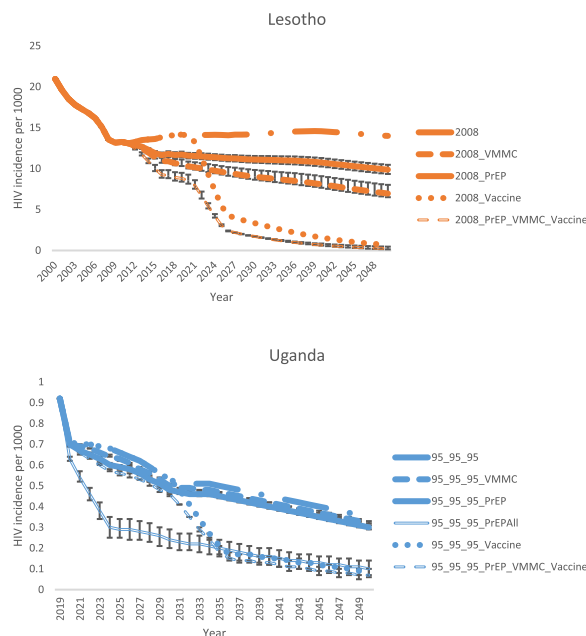 Lesotho
HIV incidence per 1000
25
20
15
10
5
0
2000 2003 2006 2009 2012 2015 2018 2021 2024 2027 2030 2033 2036 2039 2042 2045 2048
Year
2008
2008_VMMC
2008_PrEP
2008_Vaccine
2008_PrEP_VMMC_Vaccine
Uganda
HIV incidence per 1000
1
0.9
0.8
0.7
0.6
0.5
0.4
0.3
0.2
0.1
0
2019 2021 2023 2025 2027 2029 2031 2033 2035 2037 2039 2041 2043 2045 2047 2049
Year
95_95_95
95_95_95_VMMC
95_95_95_PrEP
95_95_95_PrEPAll
95_95_95_Vaccine
95_95_95_PrEP_VMMC_Vaccine